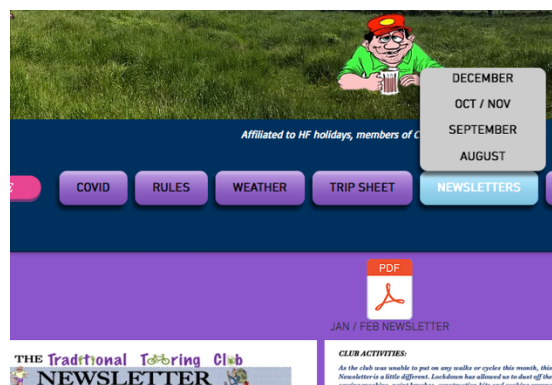 DECEMBER
OCT / NOV
SEPTEMBER
AUGUST
Affiliated to HF holidays, members of C
E
COVID
RULES
WEATHER
TRIP SHEET
NEWSLETTERS
PDF
JAN / FEB NEWSLETTER
THE Traditional Touring Club
NEWSLETTER
CLUB ACTIVITIES:
As the club was unable to put on any walks or cycles this month, this
Newsletter is a little different. Lockdown has allowed us to dust off the